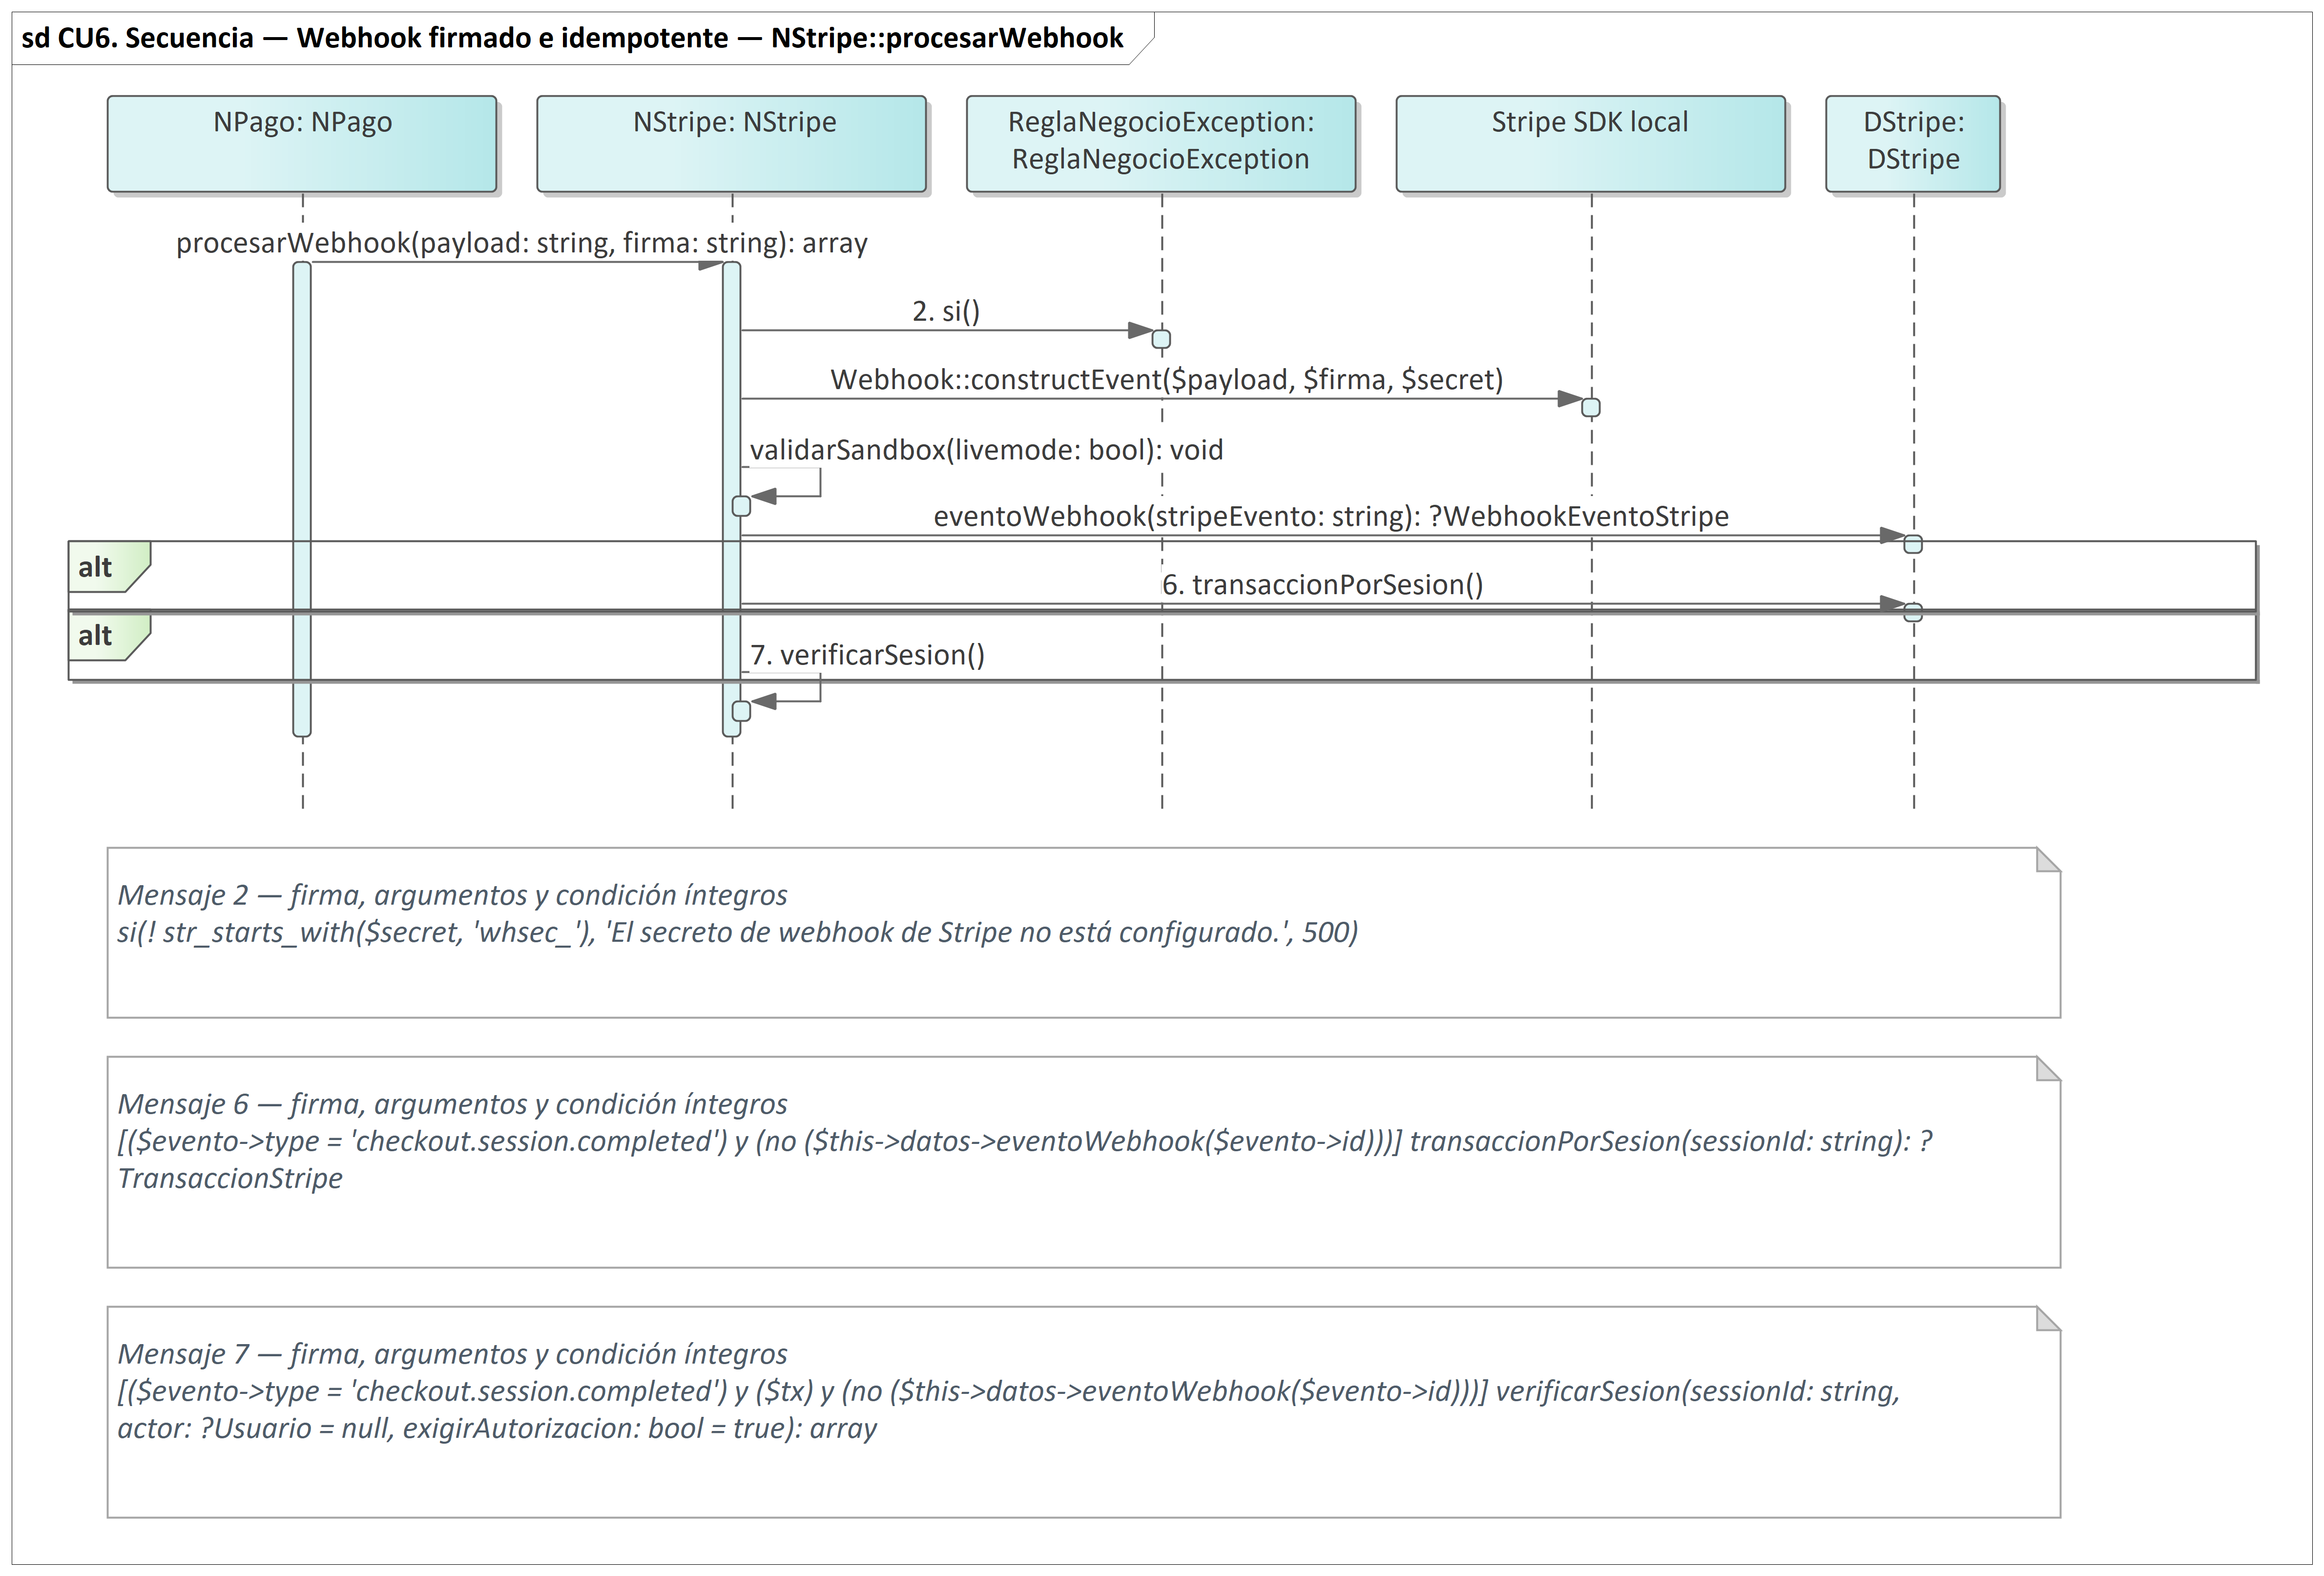 sd CU6. Secuencia — Webhook firmado e idempotente — NStripe::procesarWebhook
NPago: NPago
NStripe: NStripe
ReglaNegocioException:
ReglaNegocioException
Stripe SDK local
DStripe:
DStripe
procesarWebhook(payload: string, firma: string): array
2. si()
Webhook::constructEvent($payload, $firma, $secret)
validarSandbox(livemode: bool): void
eventoWebhook(stripeEvento: string): ?WebhookEventoStripe
alt
6. transaccionPorSesion()
alt
7. verificarSesion()
Mensaje 2 — firma, argumentos y condición íntegros
si(! str_starts_with($secret, 'whsec_'), 'El secreto de webhook de Stripe no está configurado.', 500)
Mensaje 6 — firma, argumentos y condición íntegros
[($evento->type = 'checkout.session.completed') y (no ($this->datos->eventoWebhook($evento->id)))] transaccionPorSesion(sessionId: string): ?
TransaccionStripe
Mensaje 7 — firma, argumentos y condición íntegros
[($evento->type = 'checkout.session.completed') y ($tx) y (no ($this->datos->eventoWebhook($evento->id)))] verificarSesion(sessionId: string,
actor: ?Usuario = null, exigirAutorizacion: bool = true): array